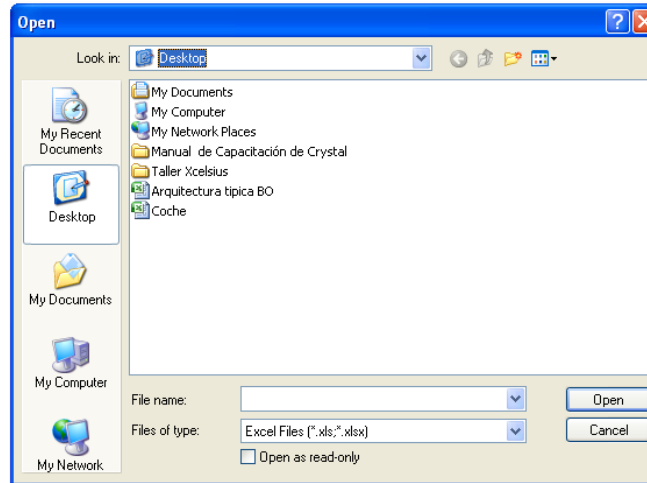 Open
Look in: Desktop
My Recent
Documents
Desktop
My Documents
My Computer
My Network
My Documents
My Computer
My Network Places
Manual de Capacitación de Crystal
Taller Xcelsius
Arquitectura tipica BO
Coche
File name: Open
Files of type: Excel Files (*.xls;*.xlsx) Cancel
Open as read-only